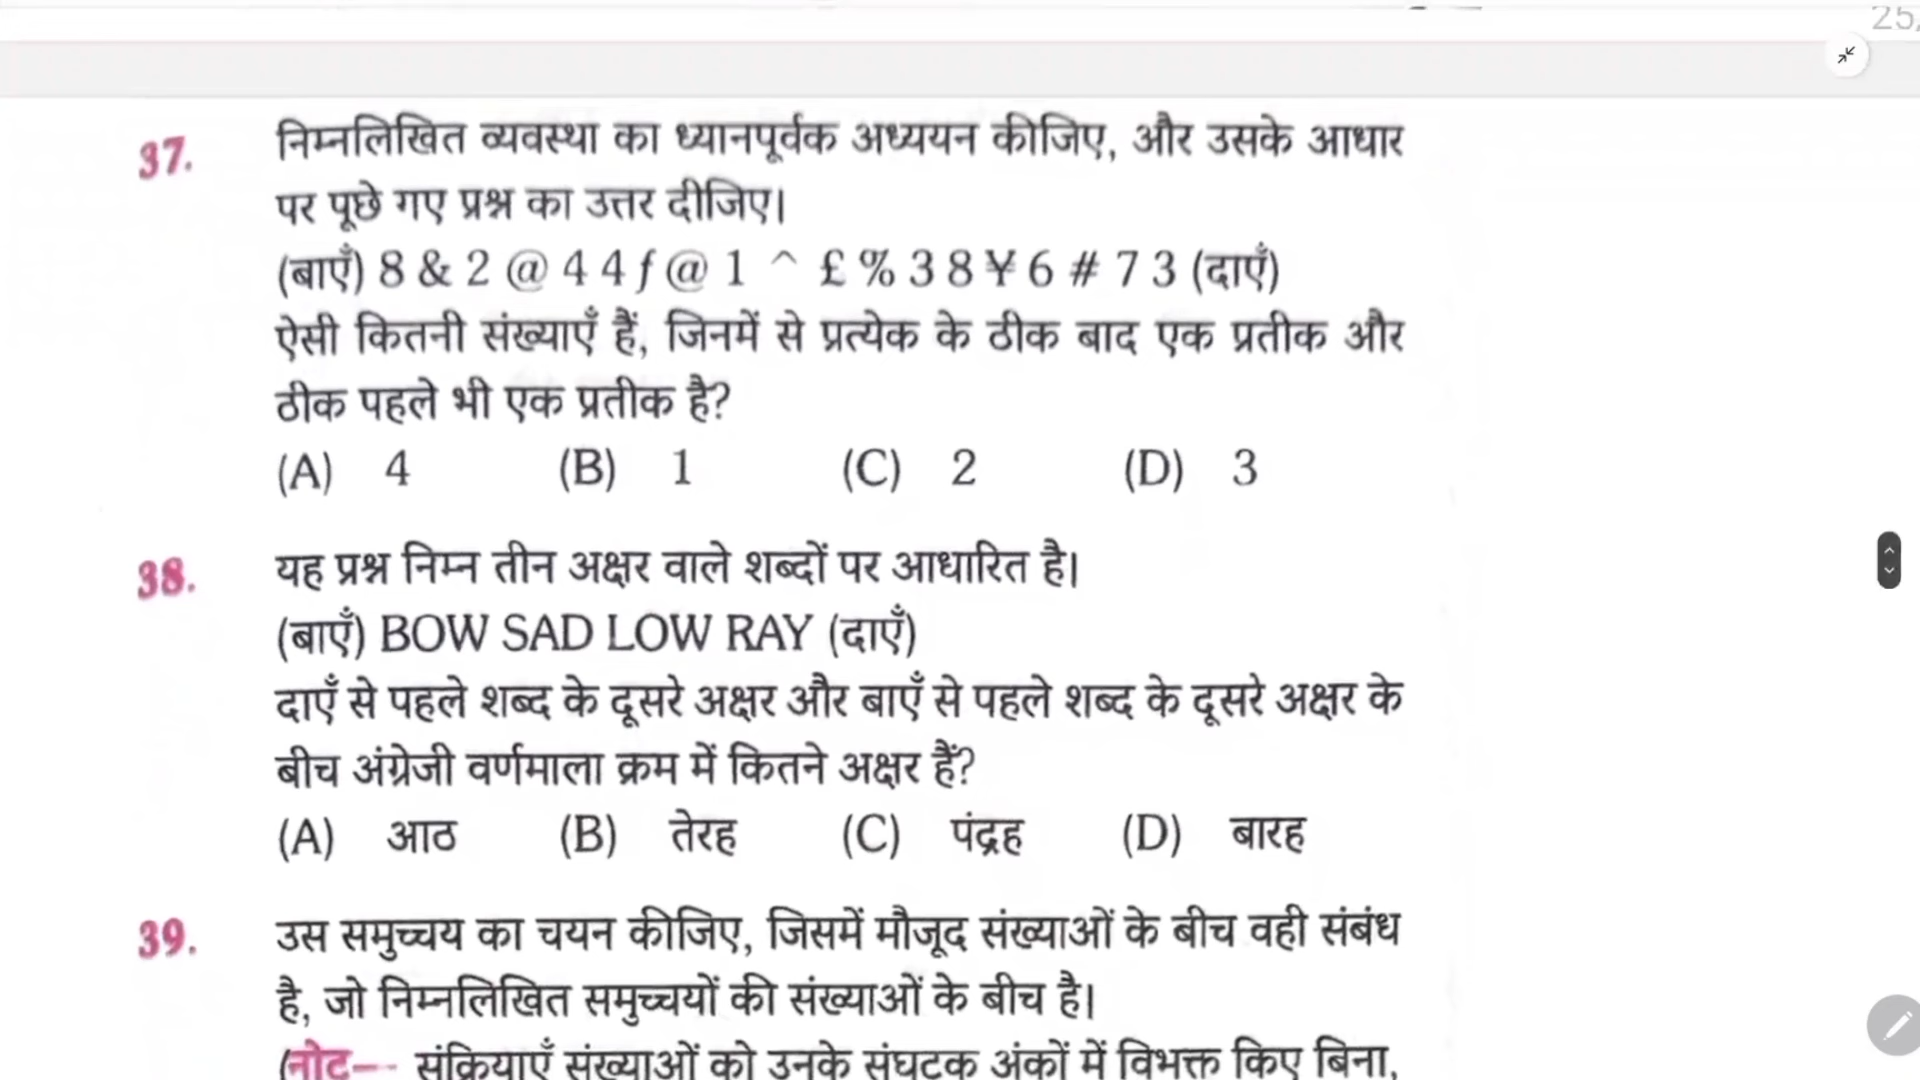 25,
37. निम्नलिखित व्यवस्था का ध्यानपूर्वक अध्ययन कीजिए, और उसके आधार
पर पूछे गए प्रश्न का उत्तर दीजिए।
(बाएँ) 8 & 2 @ 4 4 ƒ @ 1 ^ £ % 3 8 ¥ 6 # 7 3 (दाएँ)
ऐसी कितनी संख्याएँ हैं, जिनमें से प्रत्येक के ठीक बाद एक प्रतीक और
ठीक पहले भी एक प्रतीक है?
(A) 4 (B) 1 (C) 2 (D) 3
38. यह प्रश्न निम्न तीन अक्षर वाले शब्दों पर आधारित है।
(बाएँ) BOW SAD LOW RAY (दाएँ)
दाएँ से पहले शब्द के दूसरे अक्षर और बाएँ से पहले शब्द के दूसरे अक्षर के
बीच अंग्रेजी वर्णमाला क्रम में कितने अक्षर हैं?
(A) आठ (B) तेरह (C) पंद्रह (D) बारह
39. उस समुच्चय का चयन कीजिए, जिसमें मौजूद संख्याओं के बीच वही संबंध
है, जो निम्नलिखित समुच्चयों की संख्याओं के बीच है।
(नोट–- संक्रियाएँ संख्याओं को उनके संघटक अंकों में विभक्त किए बिना,